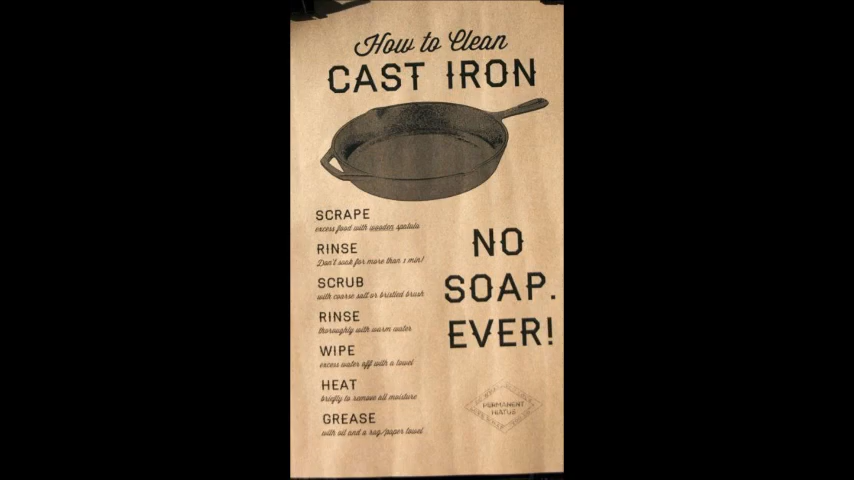 How to Clean
CAST IRON
SCRAPE
excess food with wooden spatula
RINSE
Don't soak for more than 1 min!
SCRUB
with coarse salt or bristled brush
RINSE
thoroughly with warm water
WIPE
excess water off with a towel
HEAT
briefly to remove all moisture
GREASE
with oil and a rag/paper towel
NO
SOAP.
EVER!
PERMANENT